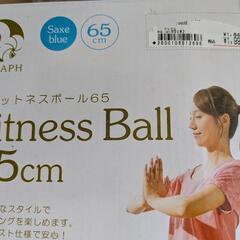 Saxe
blue
65
cm
APH
ットネスボール65
itness Ball
5cm
なスタイルで
ングを楽しめます。
スト仕様で安心!